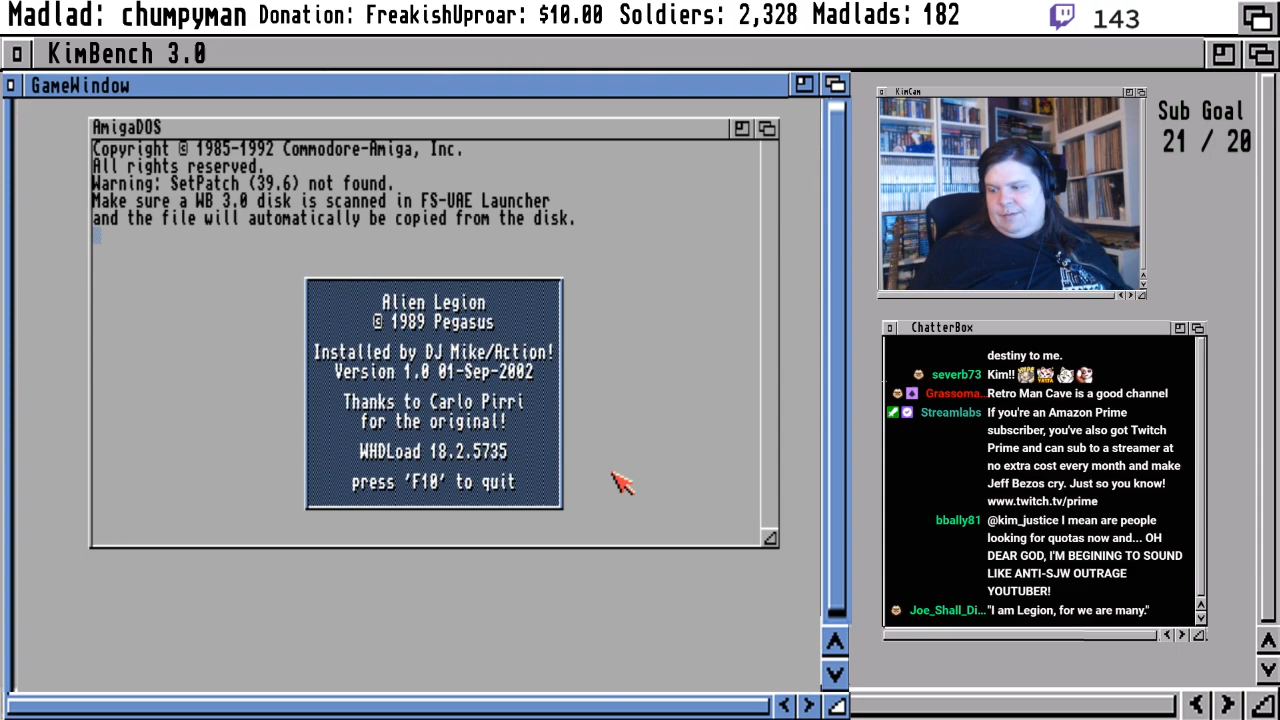 Madlad: chumpyman Donation: FreakishUproar: $10.00 Soldiers: 2,328 Madlads: 182 143
KimBench 3.0
GameWindow
AmigaDOS
Copyright © 1985-1992 Commodore-Amiga, Inc.
All rights reserved.
Warning: SetPatch (39.6) not found.
Make sure a WB 3.0 disk is scanned in FS-UAE Launcher
and the file will automatically be copied from the disk.
Alien Legion
© 1989 Pegasus
Installed by DJ Mike/Action!
Version 1.0 01-Sep-2002
Thanks to Carlo Pirri
for the original!
WHDLoad 18.2.5735
press 'F10' to quit
KimCam
Sub Goal
21 / 20
ChatterBox
destiny to me.
severb73 Kim!!
Grassoma... Retro Man Cave is a good channel
Streamlabs If you're an Amazon Prime
subscriber, you've also got Twitch
Prime and can sub to a streamer at
no extra cost every month and make
Jeff Bezos cry. Just so you know!
www.twitch.tv/prime
bbally81 @kim_justice I mean are people
looking for quotas now and... OH
DEAR GOD, I'M BEGINING TO SOUND
LIKE ANTI-SJW OUTRAGE
YOUTUBER!
Joe_Shall_Di... "I am Legion, for we are many."